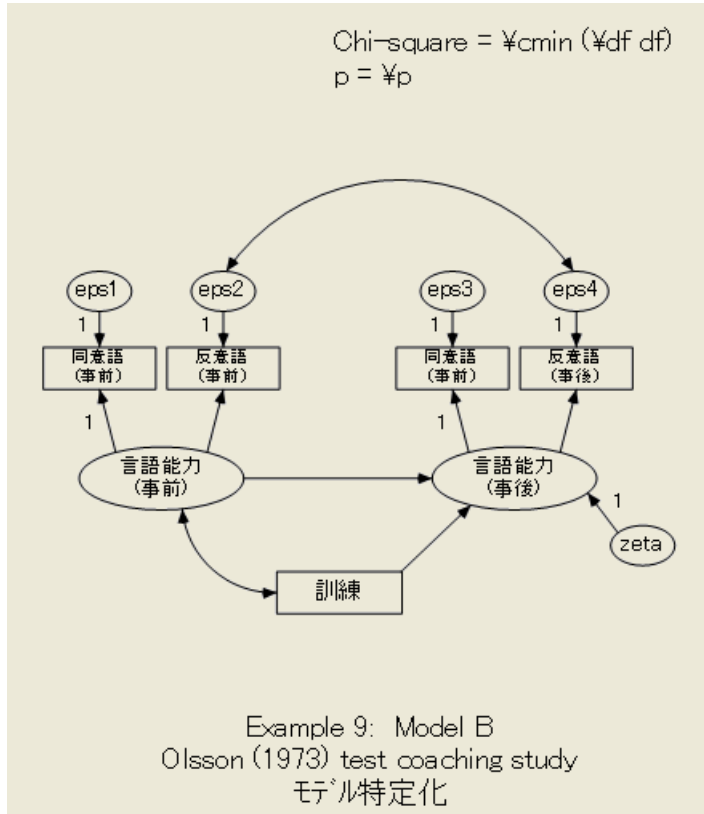 Chi-square = ¥cmin (¥df df)
p = ¥p
eps1
eps2
eps3
eps4
1
1
1
1
同意語
(事前)
反意語
(事前)
同意語
(事前)
反意語
(事後)
1
1
言語能力
(事前)
言語能力
(事後)
1
zeta
訓練
Example 9: Model B
Olsson (1973) test coaching study
モデル特定化